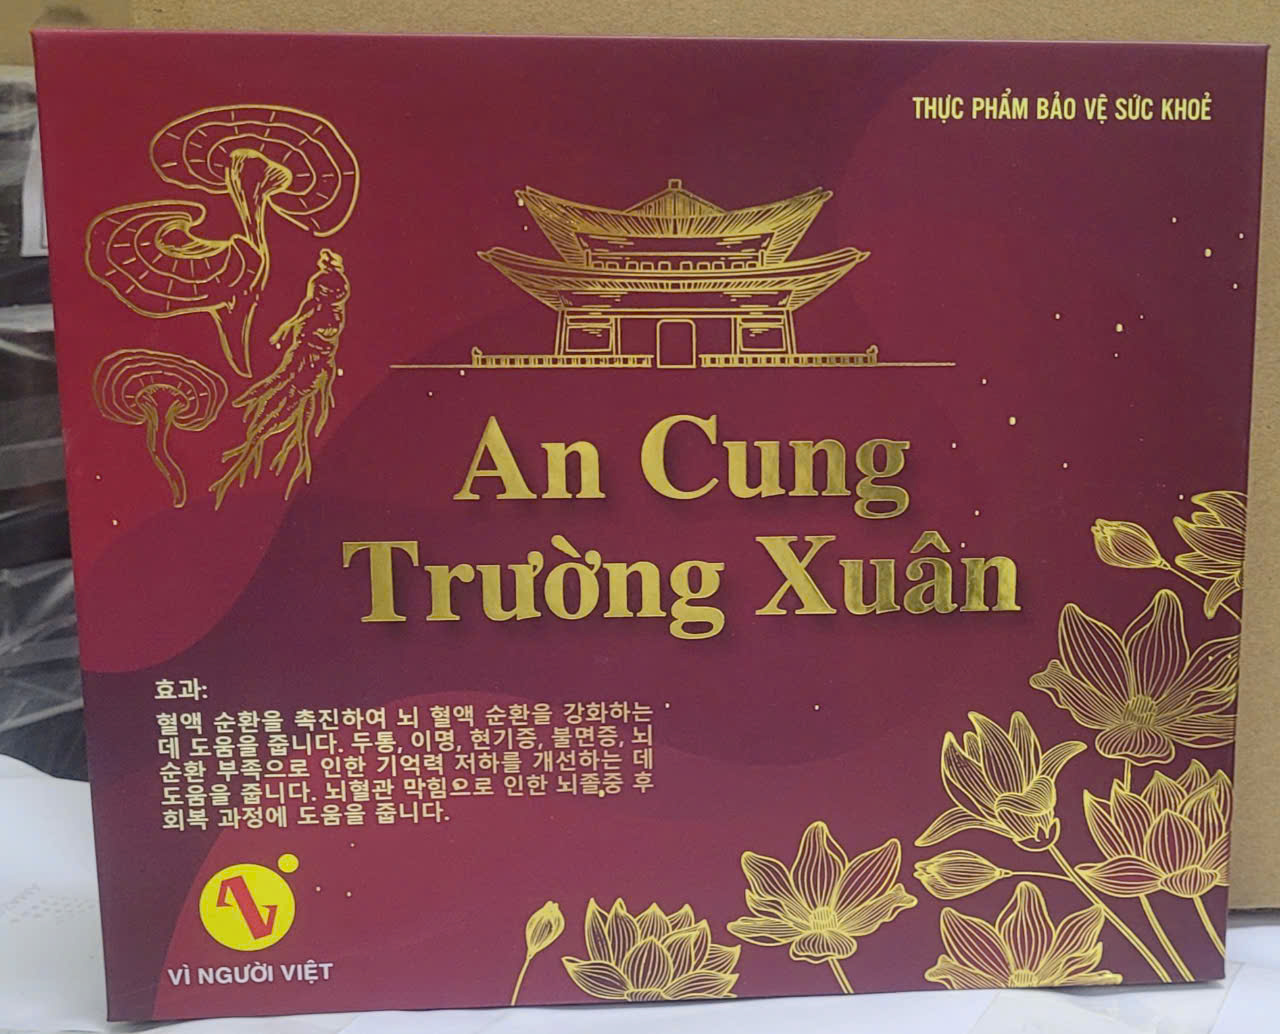 THỰC PHẨM BẢO VỆ SỨC KHOẺ
An Cung
Trường Xuân
효과:
혈액 순환을 촉진하여 뇌 혈액 순환을 강화하는
데 도움을 줍니다. 두통, 이명, 현기증, 불면증, 뇌
순환 부족으로 인한 기억력 저하를 개선하는 데
도움을 줍니다. 뇌혈관 막힘으로 인한 뇌졸중 후
회복 과정에 도움을 줍니다.
VÌ NGƯỜI VIỆT